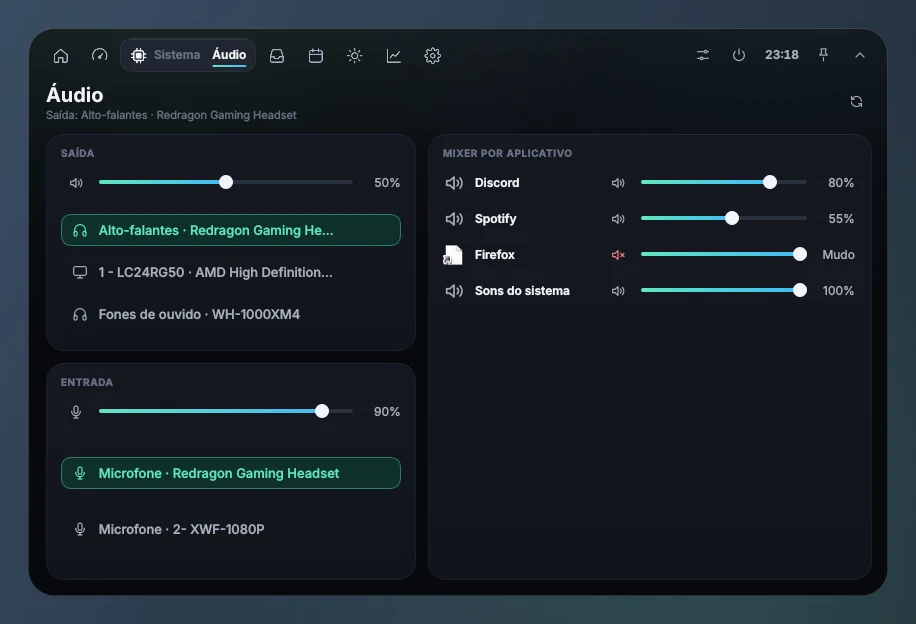 Sistema Áudio 23:18
Áudio
Saída: Alto-falantes · Redragon Gaming Headset
SAÍDA
50%
Alto-falantes · Redragon Gaming He...
1 - LC24RG50 · AMD High Definition...
Fones de ouvido · WH-1000XM4
ENTRADA
90%
Microfone · Redragon Gaming Headset
Microfone · 2- XWF-1080P
MIXER POR APLICATIVO
Discord 80%
Spotify 55%
Firefox Mudo
Sons do sistema 100%